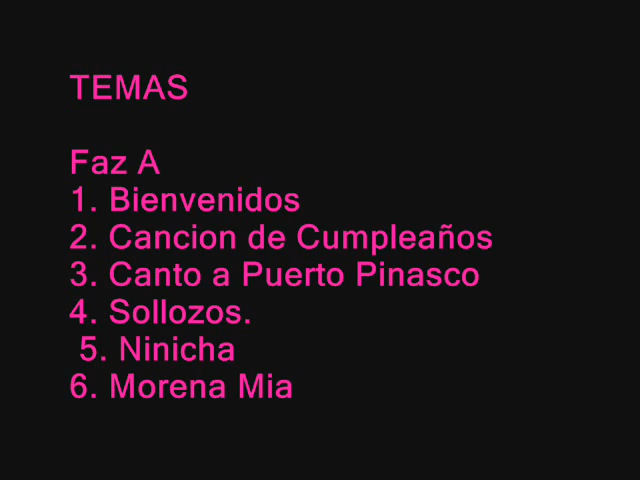 TEMAS
Faz A
1. Bienvenidos
2. Cancion de Cumpleaños
3. Canto a Puerto Pinasco
4. Sollozos.
5. Ninicha
6. Morena Mia